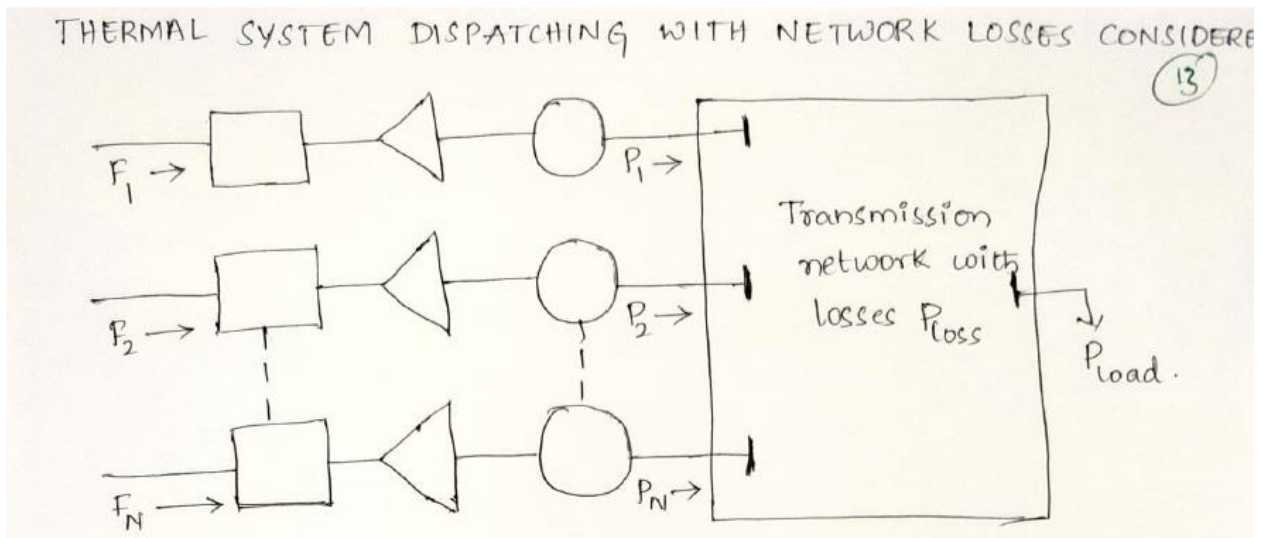 THERMAL SYSTEM DISPATCHING WITH NETWORK LOSSES CONSIDERE
13
F1 →
P1 →
Transmission
network with
losses Ploss
F2 →
P2 →
Pload.
FN →
PN →